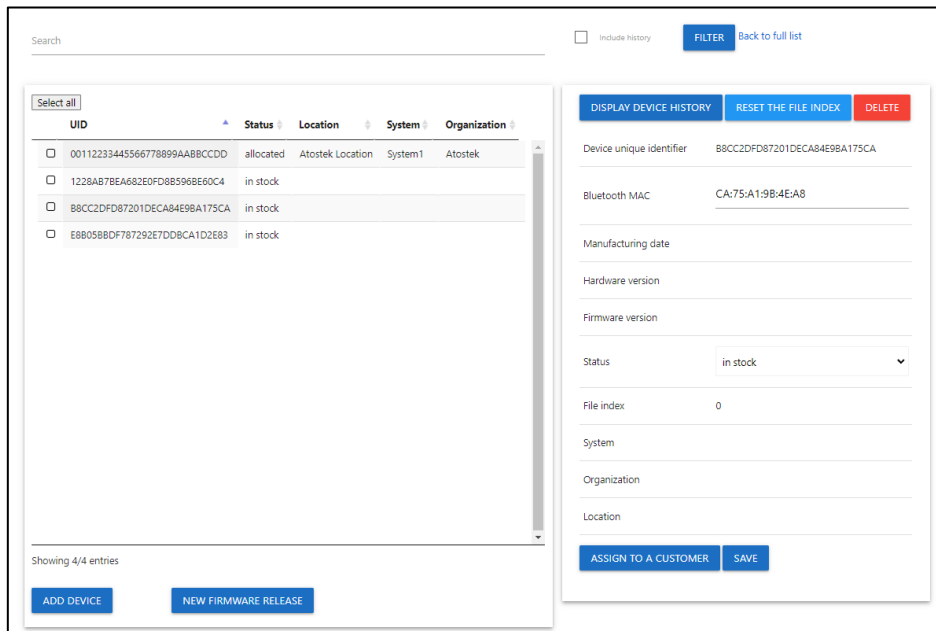 Search
Include history
FILTER
Back to full list
Select all
UID Status Location System Organization
00112233445566778899AABBCCDD allocated Atostek Location System1 Atostek
1228AB7BEA682E0FD8B596BE60C4 in stock
B8CC2DFD87201DECA84E9BA175CA in stock
E8B05BBDF787292E7DDBCA1D2E83 in stock
Showing 4/4 entries
ADD DEVICE NEW FIRMWARE RELEASE
DISPLAY DEVICE HISTORY RESET THE FILE INDEX DELETE
Device unique identifier B8CC2DFD87201DECA84E9BA175CA
Bluetooth MAC CA:75:A1:9B:4E:A8
Manufacturing date
Hardware version
Firmware version
Status in stock
File index 0
System
Organization
Location
ASSIGN TO A CUSTOMER SAVE